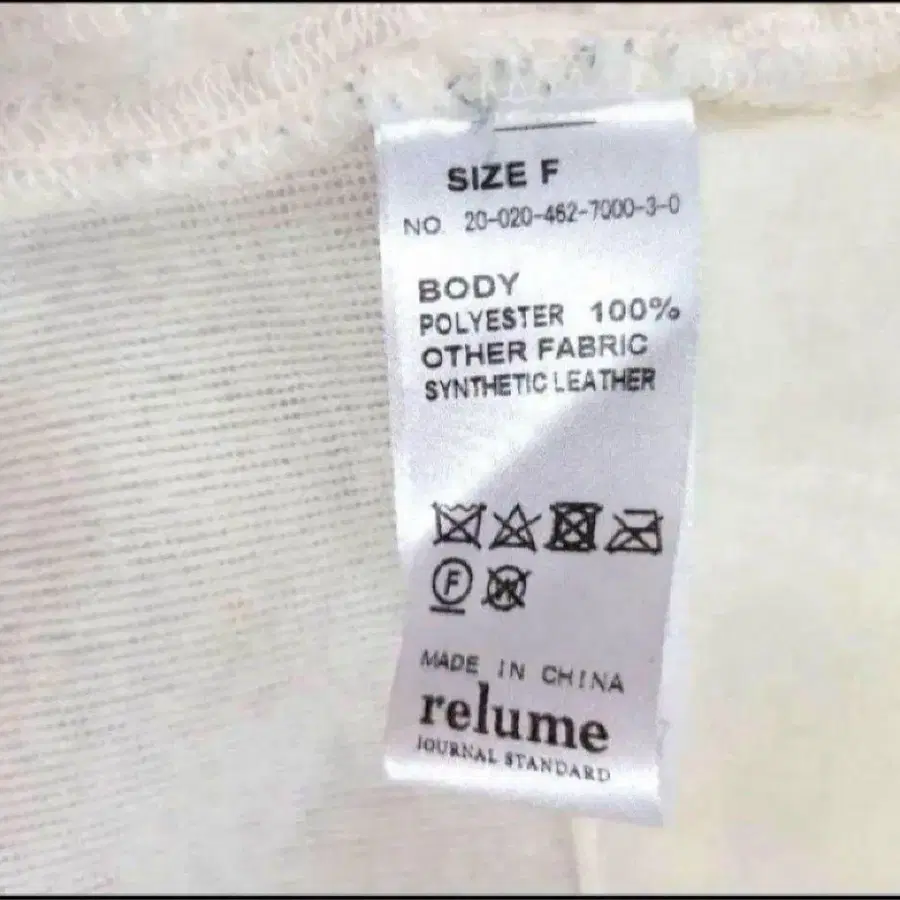 SIZE F
NO. 20-020-462-7000-3-0
BODY
POLYESTER 100%
OTHER FABRIC
SYNTHETIC LEATHER
F
W
MADE IN CHINA
relume
JOURNAL STANDARD